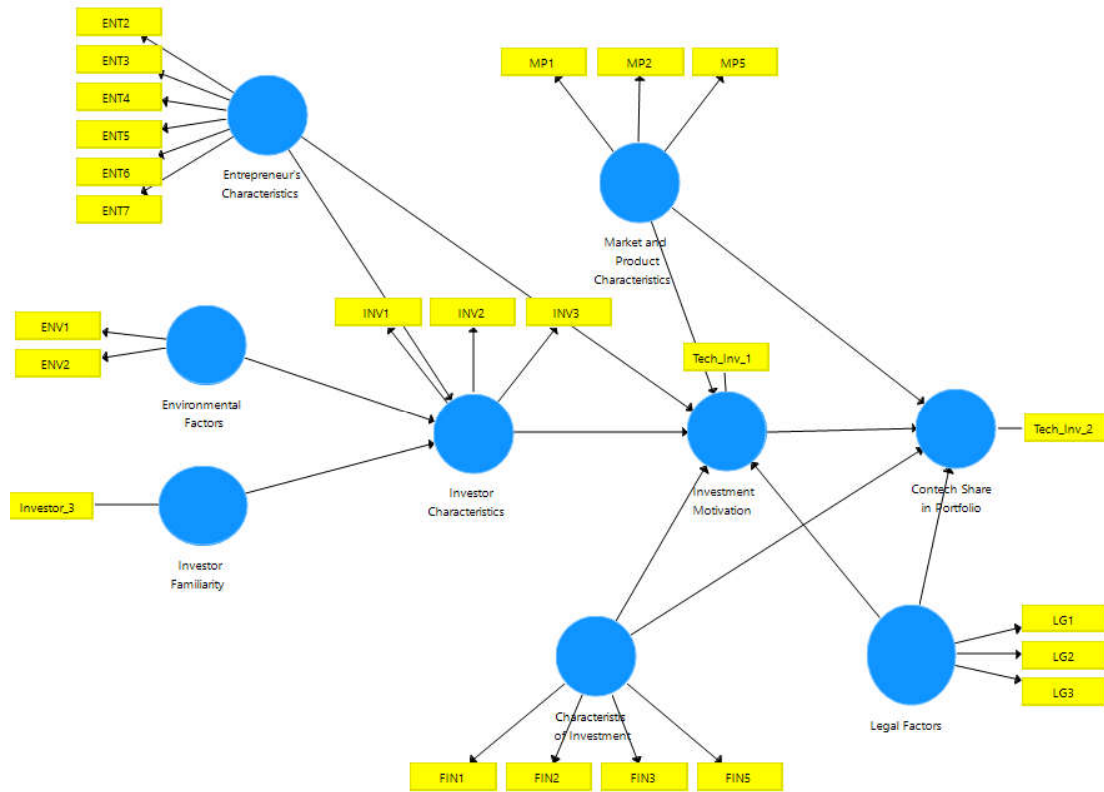 ENT2
ENT3
ENT4
ENT5
ENT6
ENT7
Entrepreneur's
Characteristics
MP1
MP2
MP5
Market and
Product
Characteristics
ENV1
ENV2
Environmental
Factors
INV1
INV2
INV3
Tech_Inv_1
Investor_3
Investor
Familiarity
Investor
Characteristics
Investment
Motivation
Contech Share
in Portfolio
Tech_Inv_2
Characteristis
of Investment
Legal Factors
LG1
LG2
LG3
FIN1
FIN2
FIN3
FIN5